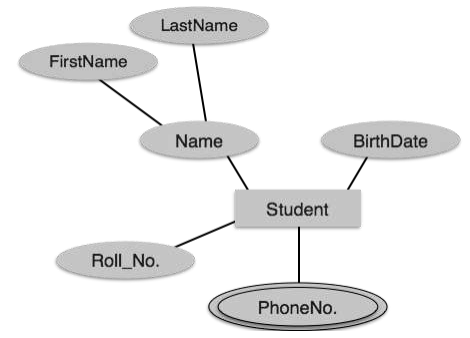 LastName
FirstName
Name
BirthDate
Student
Roll_No.
PhoneNo.